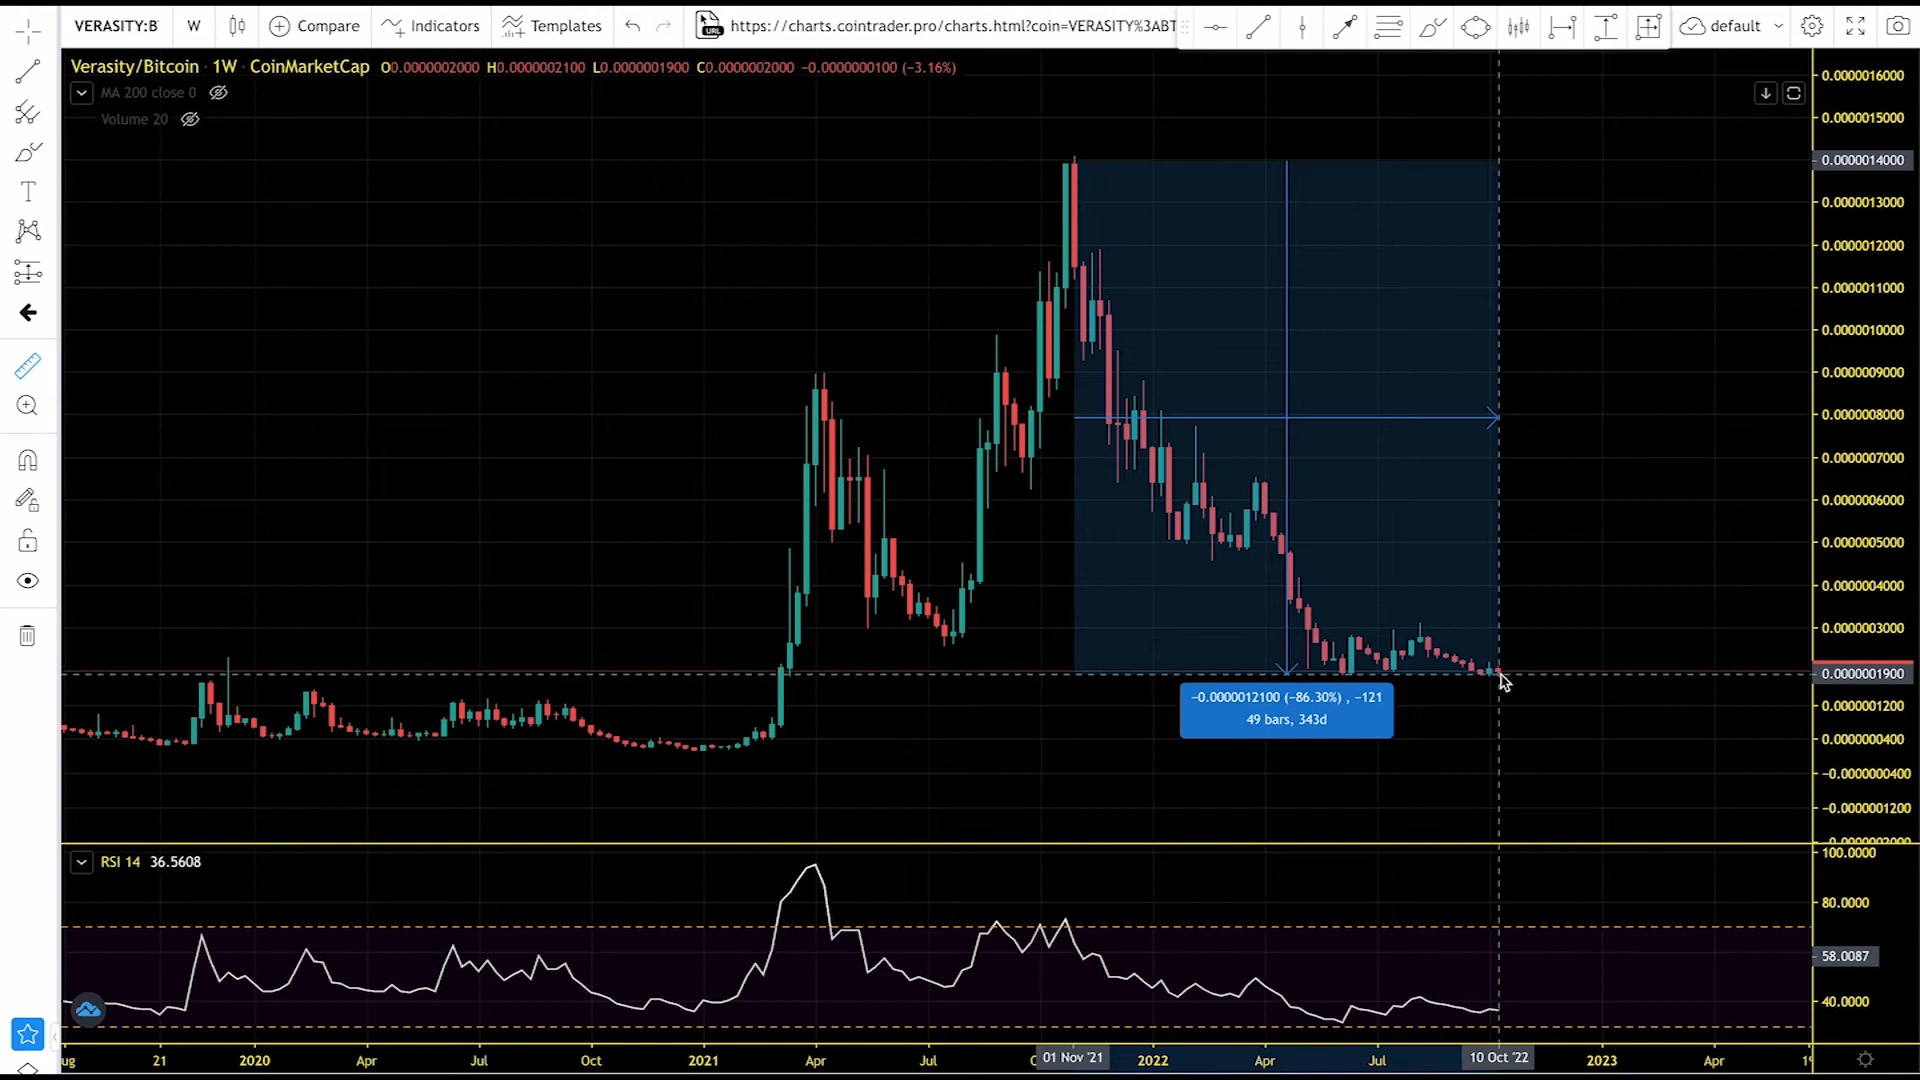 VERASITY:B W Compare Indicators Templates URL https://charts.cointrader.pro/charts.html?coin=VERASITY%3ABT default
Verasity/Bitcoin · 1W · CoinMarketCap O0.0000002000 H0.0000002100 L0.0000001900 C0.0000002000 −0.0000000100 (−3.16%)
MA 200 close 0
Volume 20
0.0000016000
0.0000015000
0.0000014000
0.0000013000
0.0000012000
0.0000011000
0.0000010000
0.0000009000
0.0000008000
0.0000007000
0.0000006000
0.0000005000
0.0000004000
0.0000003000
0.0000001900
0.0000001200
0.0000000400
−0.0000000400
−0.0000001200
−0.0000012100 (−86.30%) , −121
49 bars, 343d
RSI 14 36.5608
100.0000
80.0000
58.0087
40.0000
ug 21 2020 Apr Jul Oct 2021 Apr Jul 01 Nov '21 2022 Apr Jul 10 Oct '22 2023 Apr